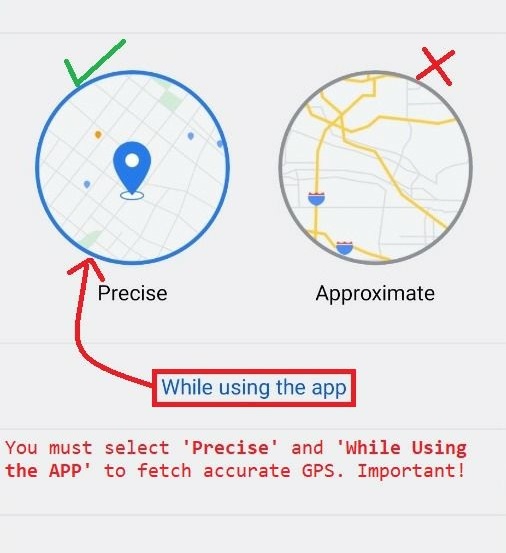 Precise
Approximate
While using the app
You must select 'Precise' and 'While Using
the APP' to fetch accurate GPS. Important!